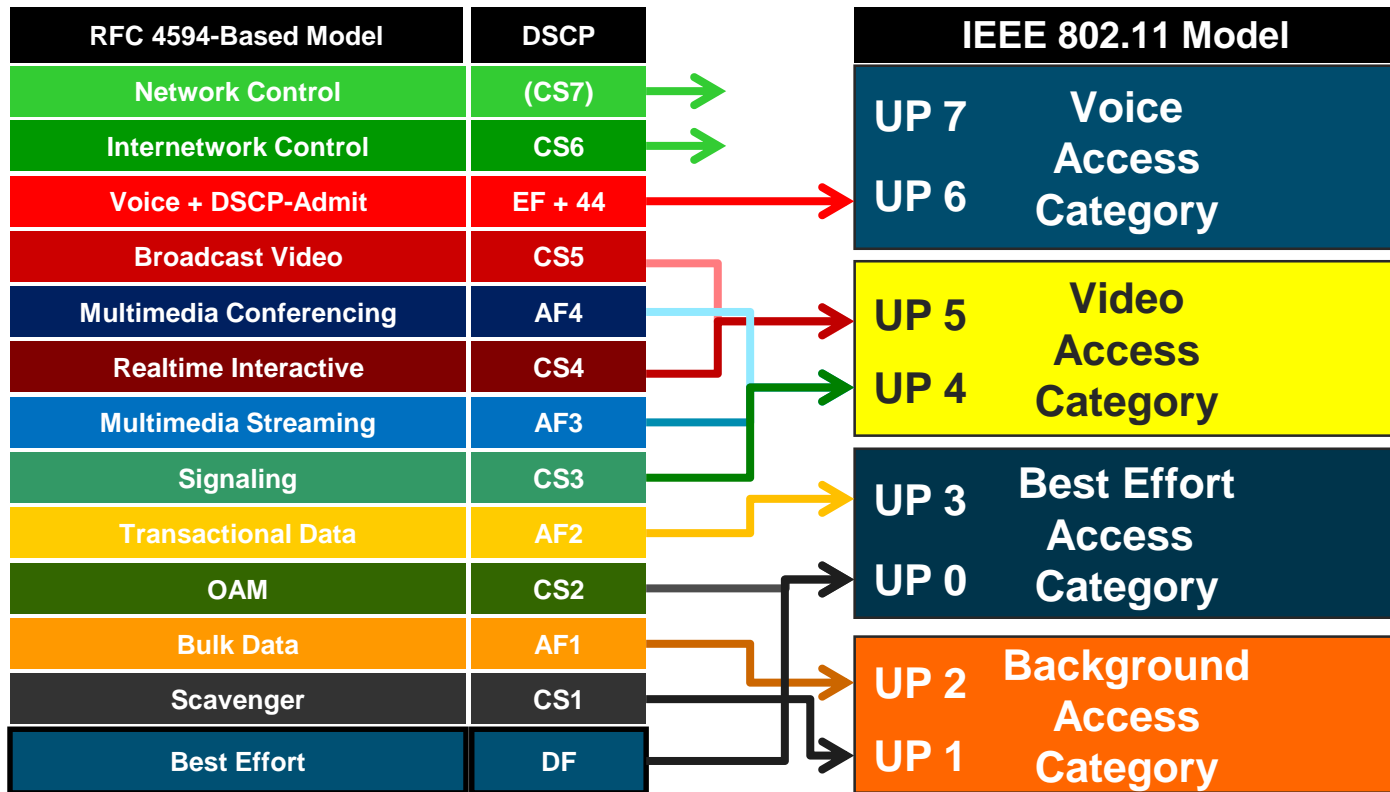 RFC 4594-Based Model DSCP
Network Control (CS7)
Internetwork Control CS6
Voice + DSCP-Admit EF + 44
Broadcast Video CS5
Multimedia Conferencing AF4
Realtime Interactive CS4
Multimedia Streaming AF3
Signaling CS3
Transactional Data AF2
OAM CS2
Bulk Data AF1
Scavenger CS1
Best Effort DF
IEEE 802.11 Model
UP 7
UP 6
Voice
Access
Category
UP 5
UP 4
Video
Access
Category
UP 3
UP 0
Best Effort
Access
Category
UP 2
UP 1
Background
Access
Category